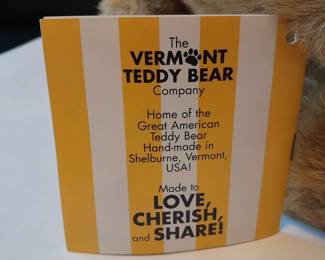 The
VERMONT
TEDDY BEAR
Company
Home of the
Great American
Teddy Bear
Hand-made in
Shelburne, Vermont,
USA!
Made to
LOVE,
CHERISH,
and SHARE!